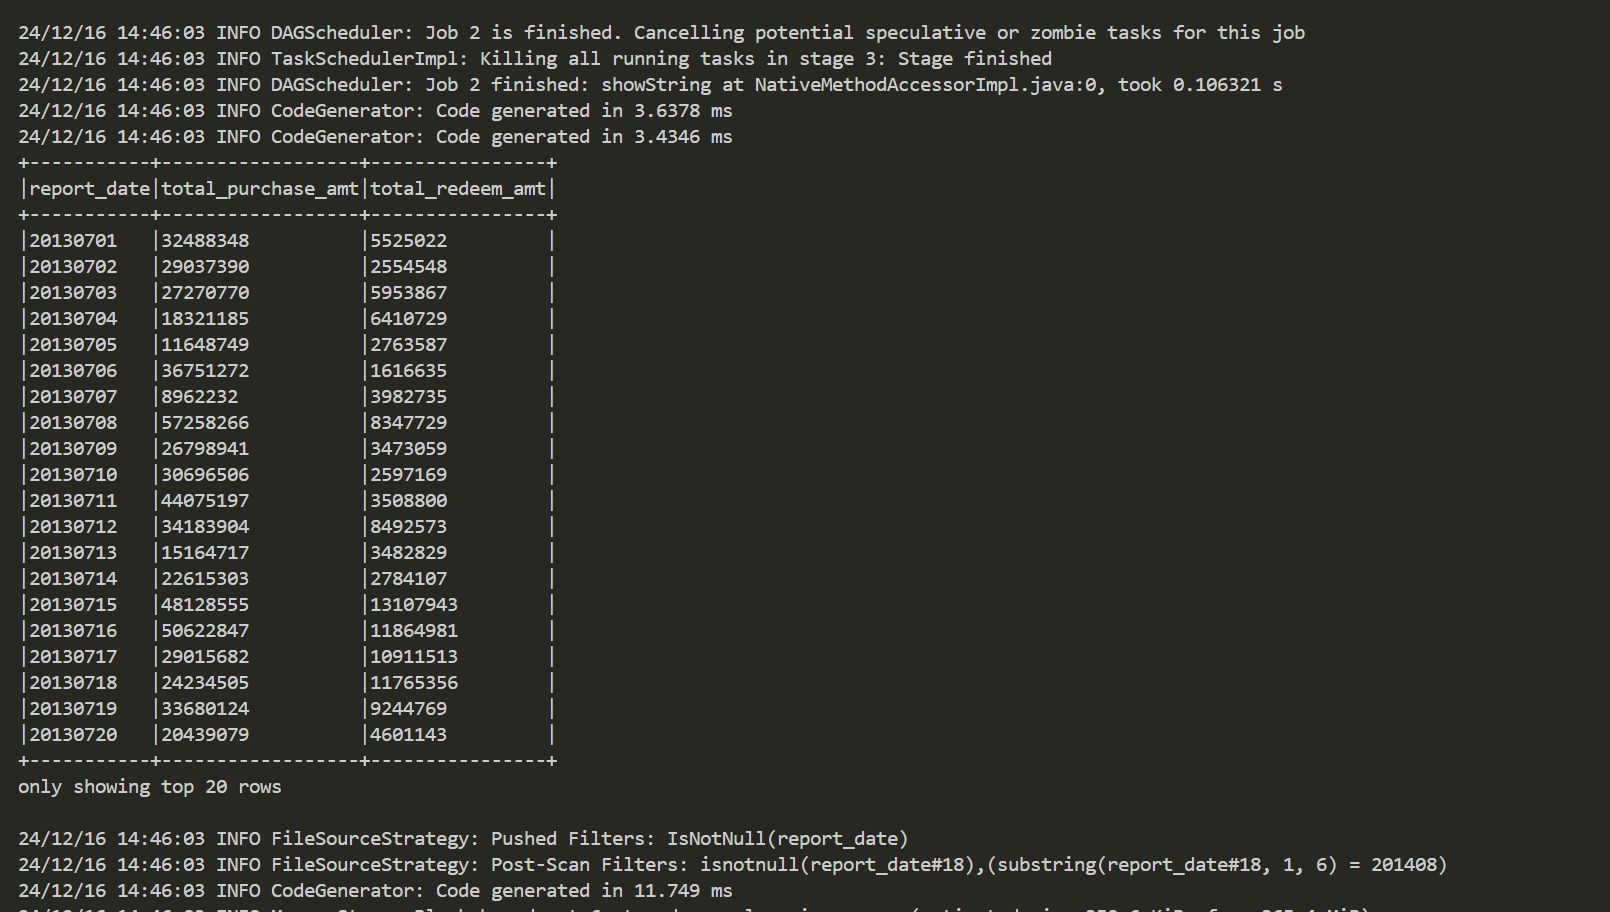 24/12/16 14:46:03 INFO DAGScheduler: Job 2 is finished. Cancelling potential speculative or zombie tasks for this job
24/12/16 14:46:03 INFO TaskSchedulerImpl: Killing all running tasks in stage 3: Stage finished
24/12/16 14:46:03 INFO DAGScheduler: Job 2 finished: showString at NativeMethodAccessorImpl.java:0, took 0.106321 s
24/12/16 14:46:03 INFO CodeGenerator: Code generated in 3.6378 ms
24/12/16 14:46:03 INFO CodeGenerator: Code generated in 3.4346 ms
+-----------+------------------+----------------+
|report_date|total_purchase_amt|total_redeem_amt|
+-----------+------------------+----------------+
|20130701   |32488348          |5525022         |
|20130702   |29037390          |2554548         |
|20130703   |27270770          |5953867         |
|20130704   |18321185          |6410729         |
|20130705   |11648749          |2763587         |
|20130706   |36751272          |1616635         |
|20130707   |8962232           |3982735         |
|20130708   |57258266          |8347729         |
|20130709   |26798941          |3473059         |
|20130710   |30696506          |2597169         |
|20130711   |44075197          |3508800         |
|20130712   |34183904          |8492573         |
|20130713   |15164717          |3482829         |
|20130714   |22615303          |2784107         |
|20130715   |48128555          |13107943        |
|20130716   |50622847          |11864981        |
|20130717   |29015682          |10911513        |
|20130718   |24234505          |11765356        |
|20130719   |33680124          |9244769         |
|20130720   |20439079          |4601143         |
+-----------+------------------+----------------+
only showing top 20 rows
24/12/16 14:46:03 INFO FileSourceStrategy: Pushed Filters: IsNotNull(report_date)
24/12/16 14:46:03 INFO FileSourceStrategy: Post-Scan Filters: isnotnull(report_date#18),(substring(report_date#18, 1, 6) = 201408)
24/12/16 14:46:03 INFO CodeGenerator: Code generated in 11.749 ms